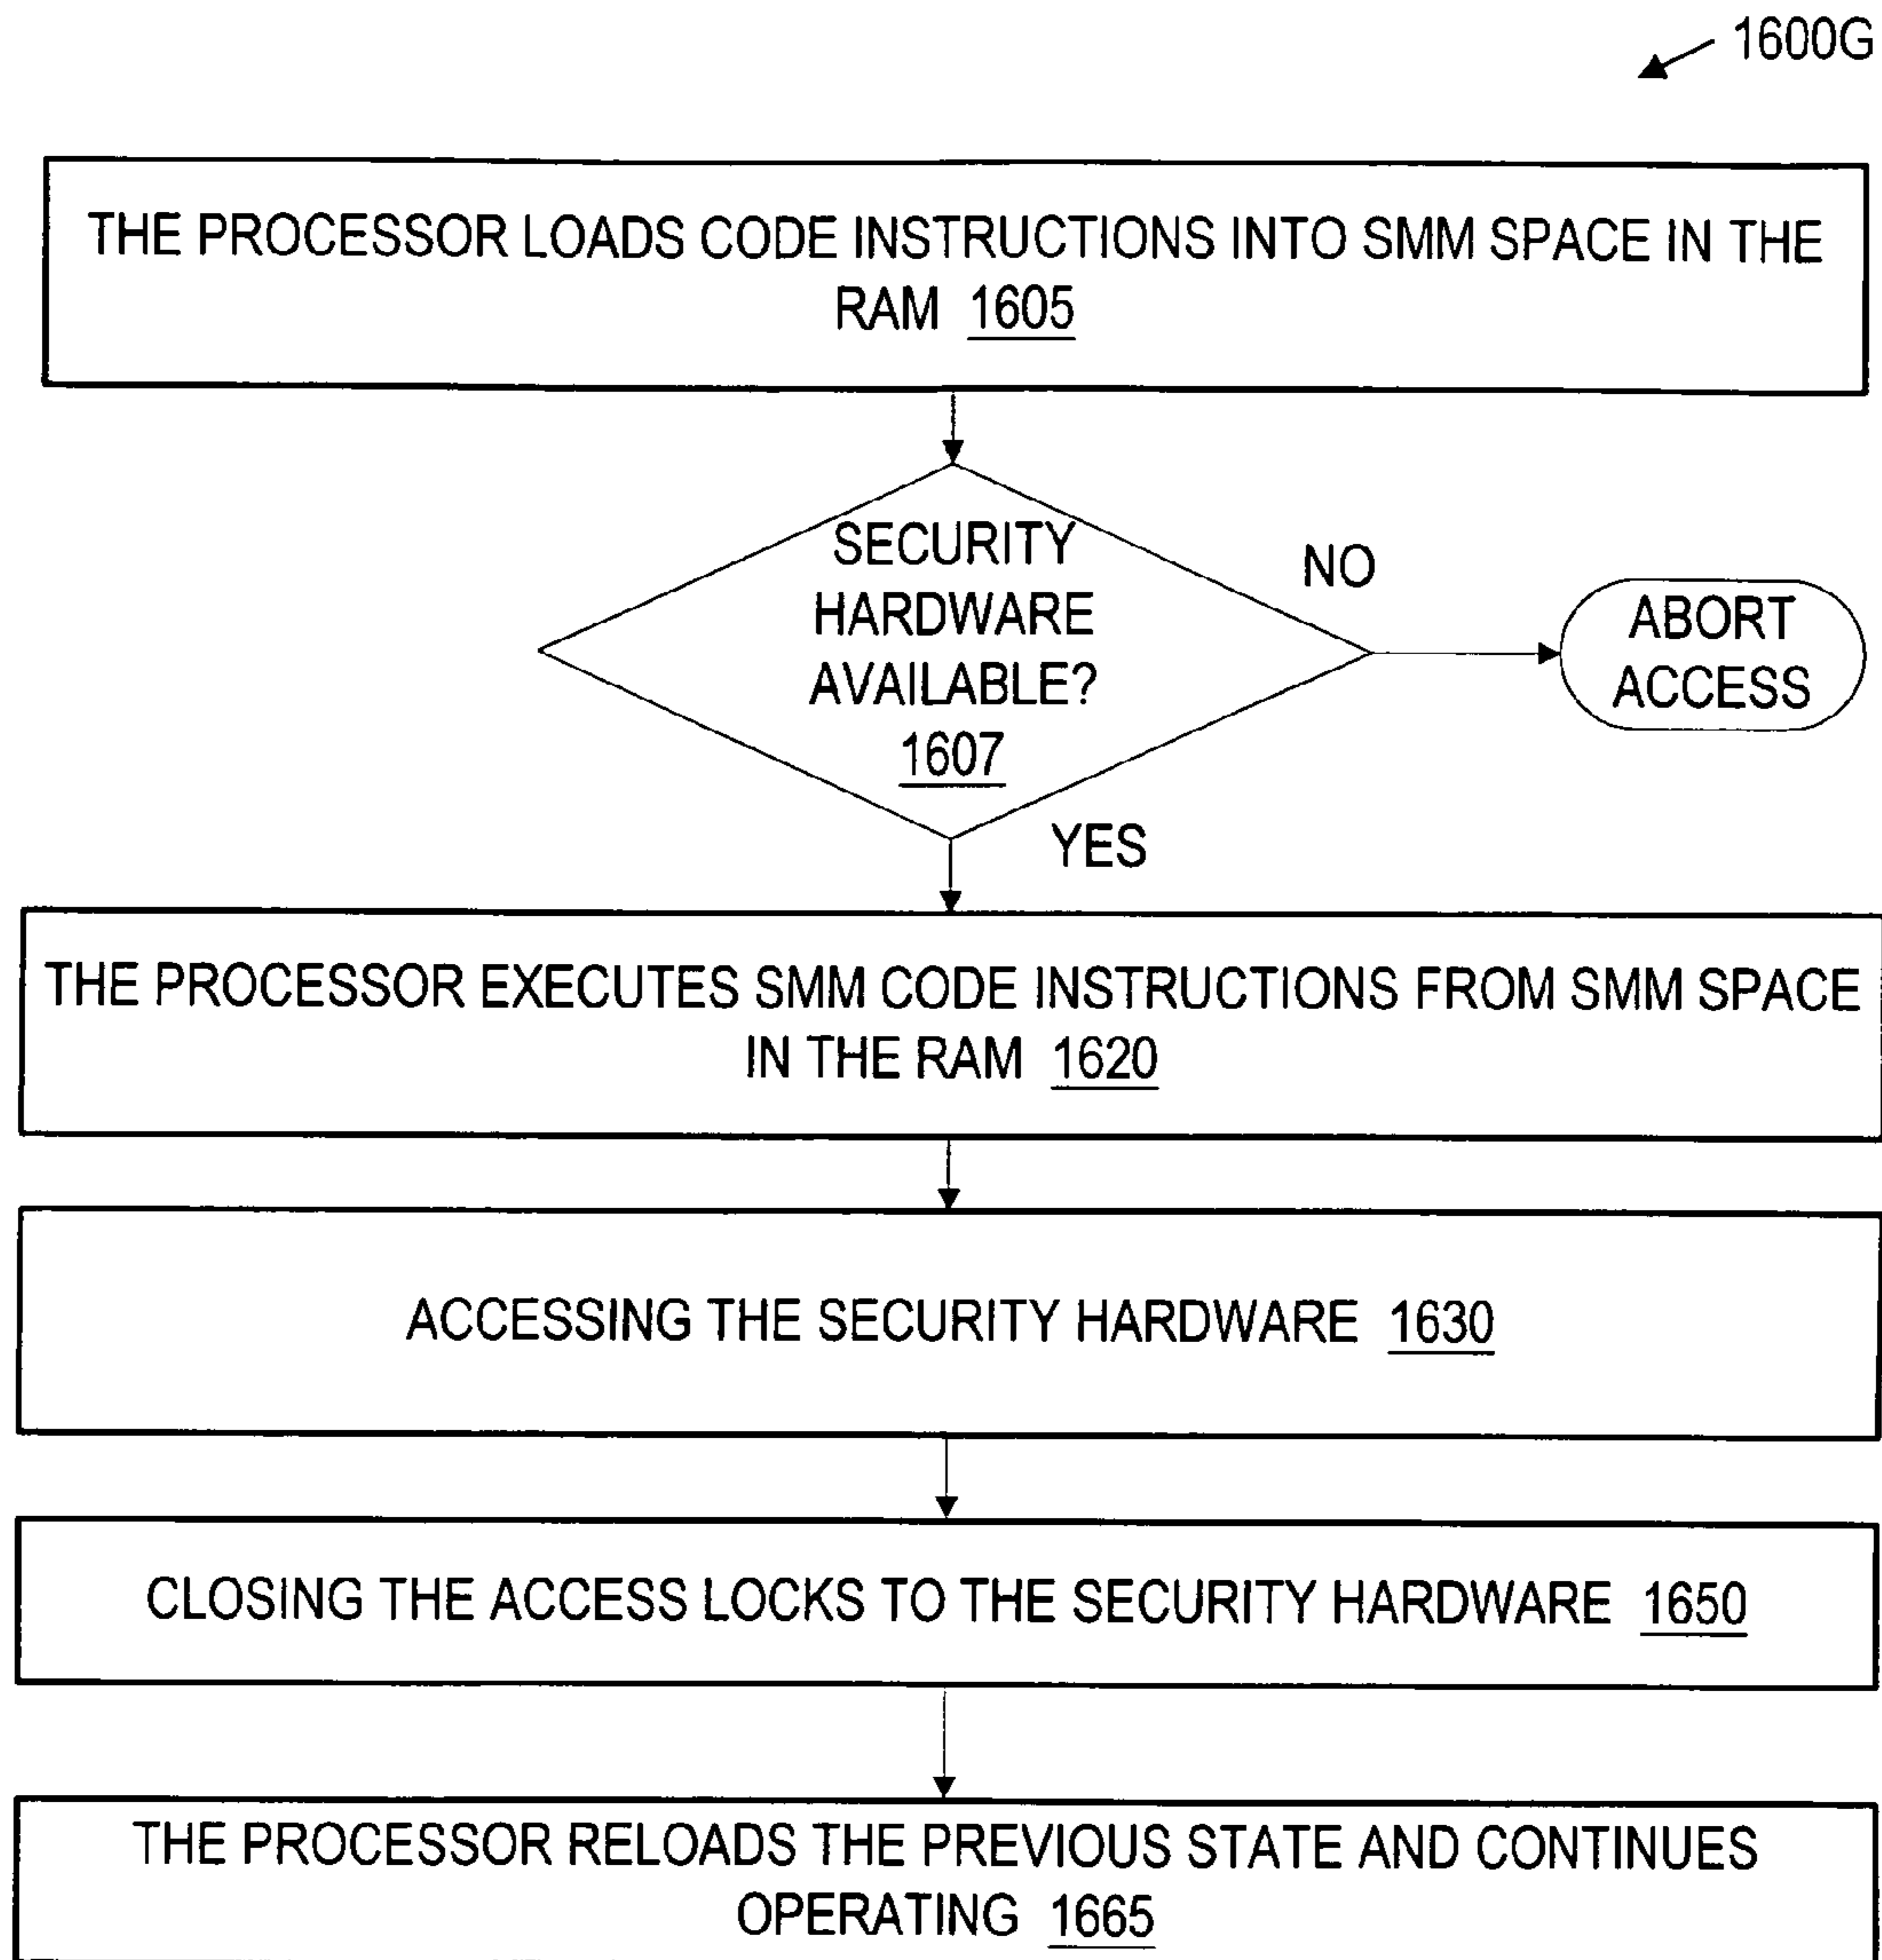 1600G
THE PROCESSOR LOADS CODE INSTRUCTIONS INTO SMM SPACE IN THE
RAM 1605
SECURITY
HARDWARE
AVAILABLE?
1607
NO
ABORT
ACCESS
YES
THE PROCESSOR EXECUTES SMM CODE INSTRUCTIONS FROM SMM SPACE
IN THE RAM 1620
ACCESSING THE SECURITY HARDWARE 1630
CLOSING THE ACCESS LOCKS TO THE SECURITY HARDWARE 1650
THE PROCESSOR RELOADS THE PREVIOUS STATE AND CONTINUES
OPERATING 1665